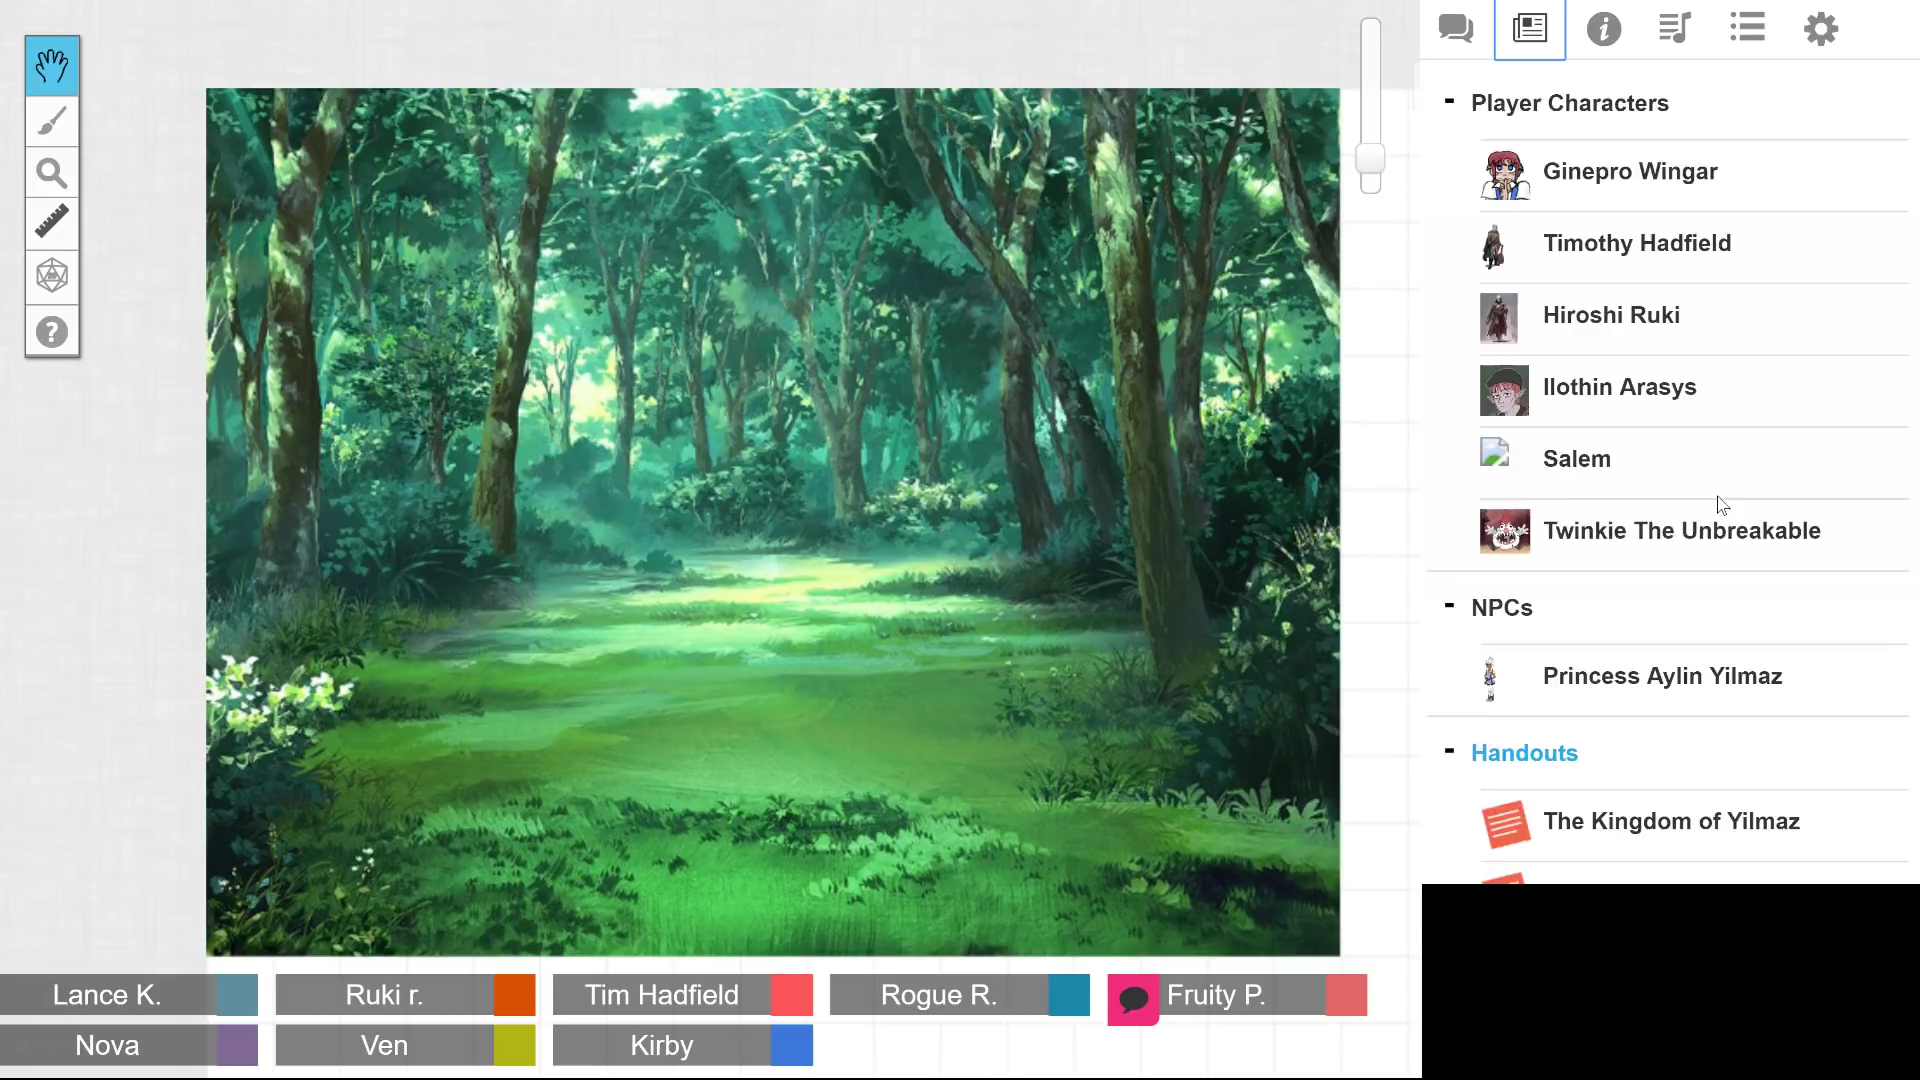 Player Characters
Ginepro Wingar
Timothy Hadfield
Hiroshi Ruki
Ilothin Arasys
Salem
Twinkie The Unbreakable
NPCs
Princess Aylin Yilmaz
Handouts
The Kingdom of Yilmaz
Lance K.
Ruki r.
Tim Hadfield
Rogue R.
Fruity P.
Nova
Ven
Kirby